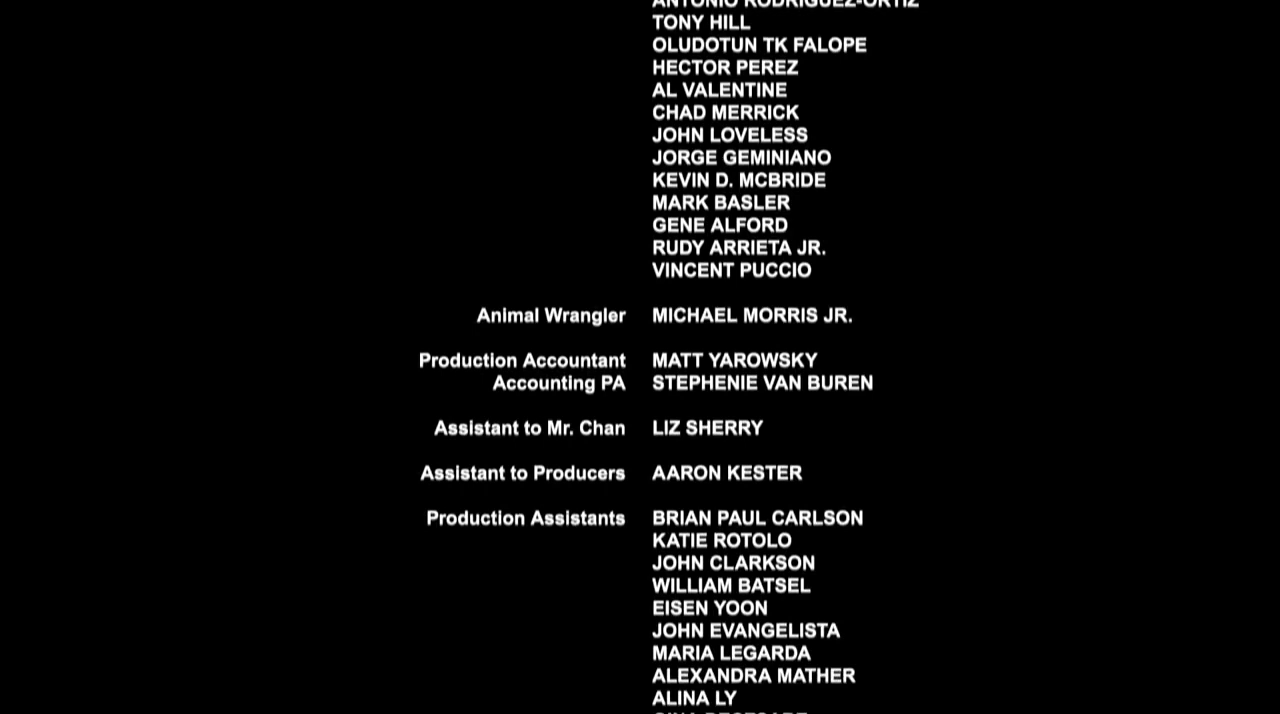 ANTONIO RODRIGUEZ-ORTIZ
TONY HILL
OLUDOTUN TK FALOPE
HECTOR PEREZ
AL VALENTINE
CHAD MERRICK
JOHN LOVELESS
JORGE GEMINIANO
KEVIN D. MCBRIDE
MARK BASLER
GENE ALFORD
RUDY ARRIETA JR.
VINCENT PUCCIO
Animal Wrangler MICHAEL MORRIS JR.
Production Accountant MATT YAROWSKY
Accounting PA STEPHENIE VAN BUREN
Assistant to Mr. Chan LIZ SHERRY
Assistant to Producers AARON KESTER
Production Assistants BRIAN PAUL CARLSON
KATIE ROTOLO
JOHN CLARKSON
WILLIAM BATSEL
EISEN YOON
JOHN EVANGELISTA
MARIA LEGARDA
ALEXANDRA MATHER
ALINA LY